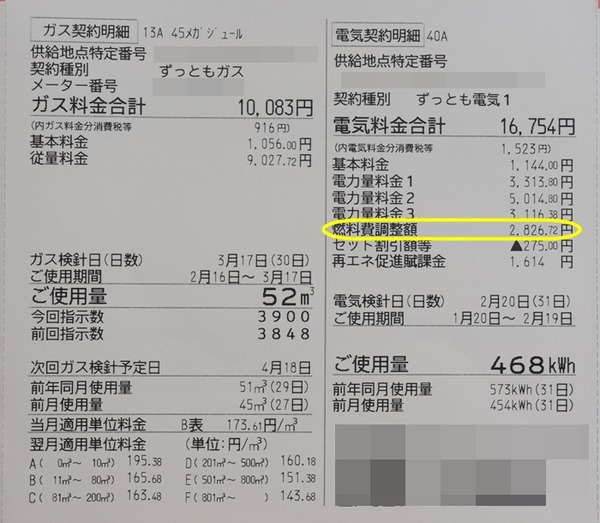 ガス契約明細 13A 45メガジュール
供給地点特定番号
契約種別 ずっともガス
メーター番号
ガス料金合計 10,083円
(内ガス料金分消費税等 916円)
基本料金 1,056.00円
従量料金 9,027.72円
ガス検針日(日数) 3月17日(30日)
ご使用期間 2月16日～ 3月17日
ご使用量 52m³
今回指示数 3900
前回指示数 3848
次回ガス検針予定日 4月18日
前年同月使用量 51m³(29日)
前月使用量 45m³(27日)
当月適用単位料金 B表 173.61円/m³
翌月適用単位料金 (単位:円/m³)
A( 0m³～ 10m³) 195.38 D( 201m³～ 500m³) 160.18
B( 11m³～ 80m³) 165.68 E( 501m³～ 800m³) 151.38
C( 81m³～ 200m³) 163.48 F( 801m³～ ) 143.68
電気契約明細 40A
供給地点特定番号
契約種別 ずっとも電気1
電気料金合計 16,754円
(内電気料金分消費税等 1,523円)
基本料金 1,144.00円
電力量料金1 3,313.80円
電力量料金2 5,014.80円
電力量料金3 3,116.38円
燃料費調整額 2,826.72円
セット割引額等 ▲275.00円
再エネ促進賦課金 1,614 円
電気検針日(日数) 2月20日(31日)
ご使用期間 1月20日～ 2月19日
ご使用量 468kWh
前年同月使用量 573kWh(31日)
前月使用量 454kWh(31日)